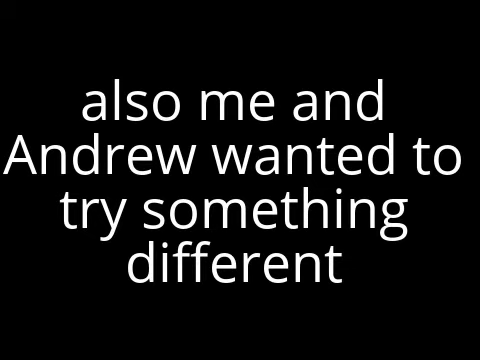 also me and
Andrew wanted to
try something
different